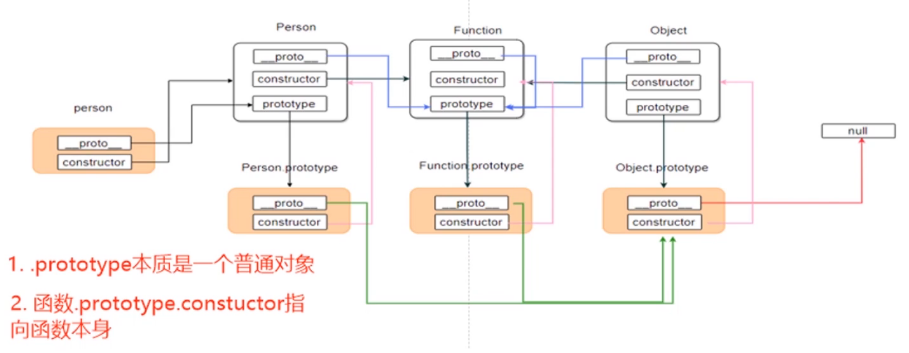 Person
Function
Object
__proto__
__proto__
__proto__
constructor
constructor
constructor
prototype
prototype
prototype
person
__proto__
constructor
null
Person.prototype
Function.prototype
Object.prototype
__proto__
__proto__
__proto__
constructor
constructor
constructor
1. .prototype本质是一个普通对象
2. 函数.prototype.constuctor指
向函数本身